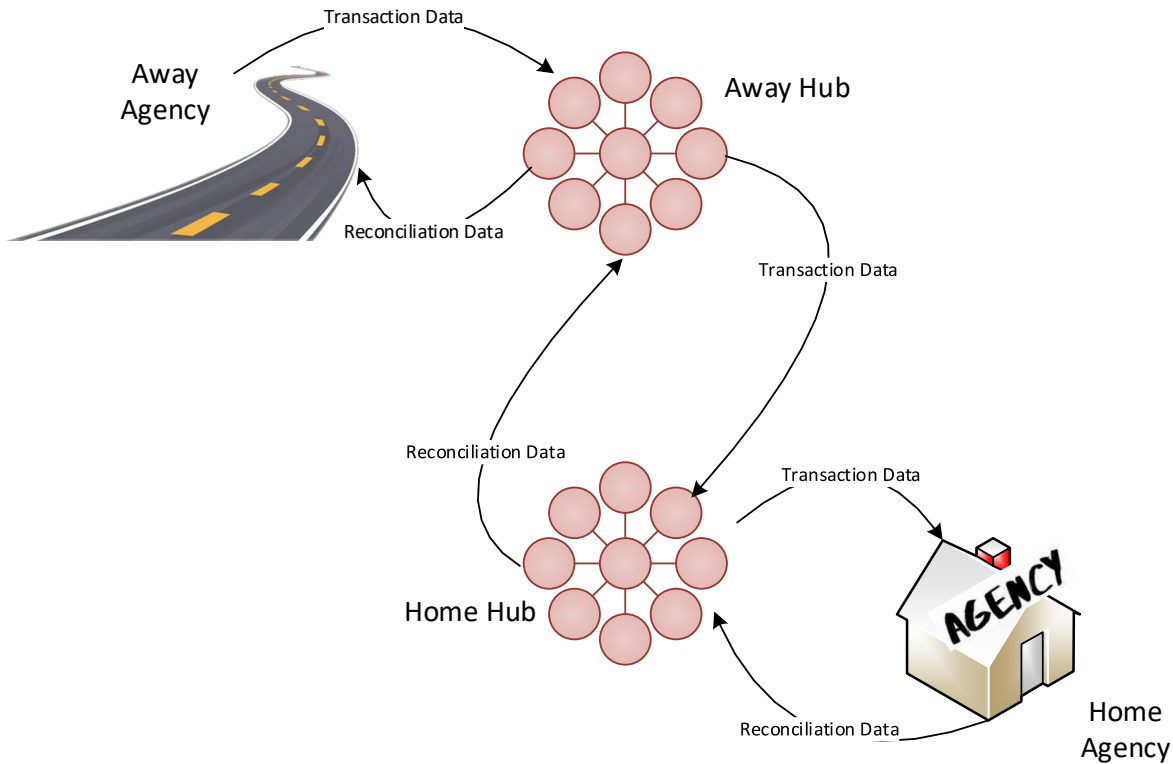 Transaction Data
Away
Agency
Away Hub
Reconciliation Data
Transaction Data
Reconciliation Data
Transaction Data
Home Hub
AGENCY
Reconciliation Data
Home
Agency